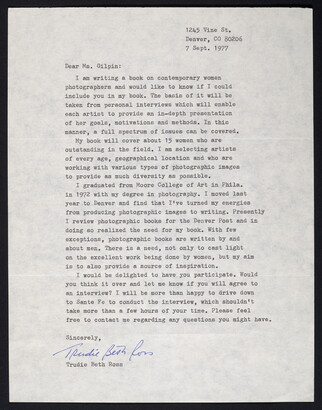 1245 Vine St.
Denver, CO 80206
7 Sept. 1977
Dear Ms. Gilpin:
I am writing a book on contemporary women
photographers and would like to know if I could
include you in my book. The basis of it will be
taken from personal interviews which will enable
each artist to provide an in-depth presentation
of her goals, motivations and methods. In this
manner, a full spectrum of issues can be covered.
My book will cover about 15 women who are
outstanding in the field. I am selecting artists
of every age, geographical location and who are
working with various types of photographic images
to provide as much diversity as possible.
I graduated from Moore College of Art in Phila.
in 1972 with my degree in photography. I moved last
year to Denver and find that I've turned my energies
from producing photographic images to writing. Presently
I review photographic books for the Denver Post and in
doing so realized the need for my book. With few
exceptions, photographic books are written by and
about men. There is a need, not only to cast light
on the excellent work being done by women, but my aim
is to also provide a source of inspiration.
I would be delighted to have you participate. Would
you think it over and let me know if you will agree to
an interview? I will be more than happy to drive down
to Santa Fe to conduct the interview, which shouldn't
take more than a few hours of your time. Please feel
free to contact me regarding any questions you might have.
Sincerely,
Trudie Beth Ross
Trudie Beth Ross